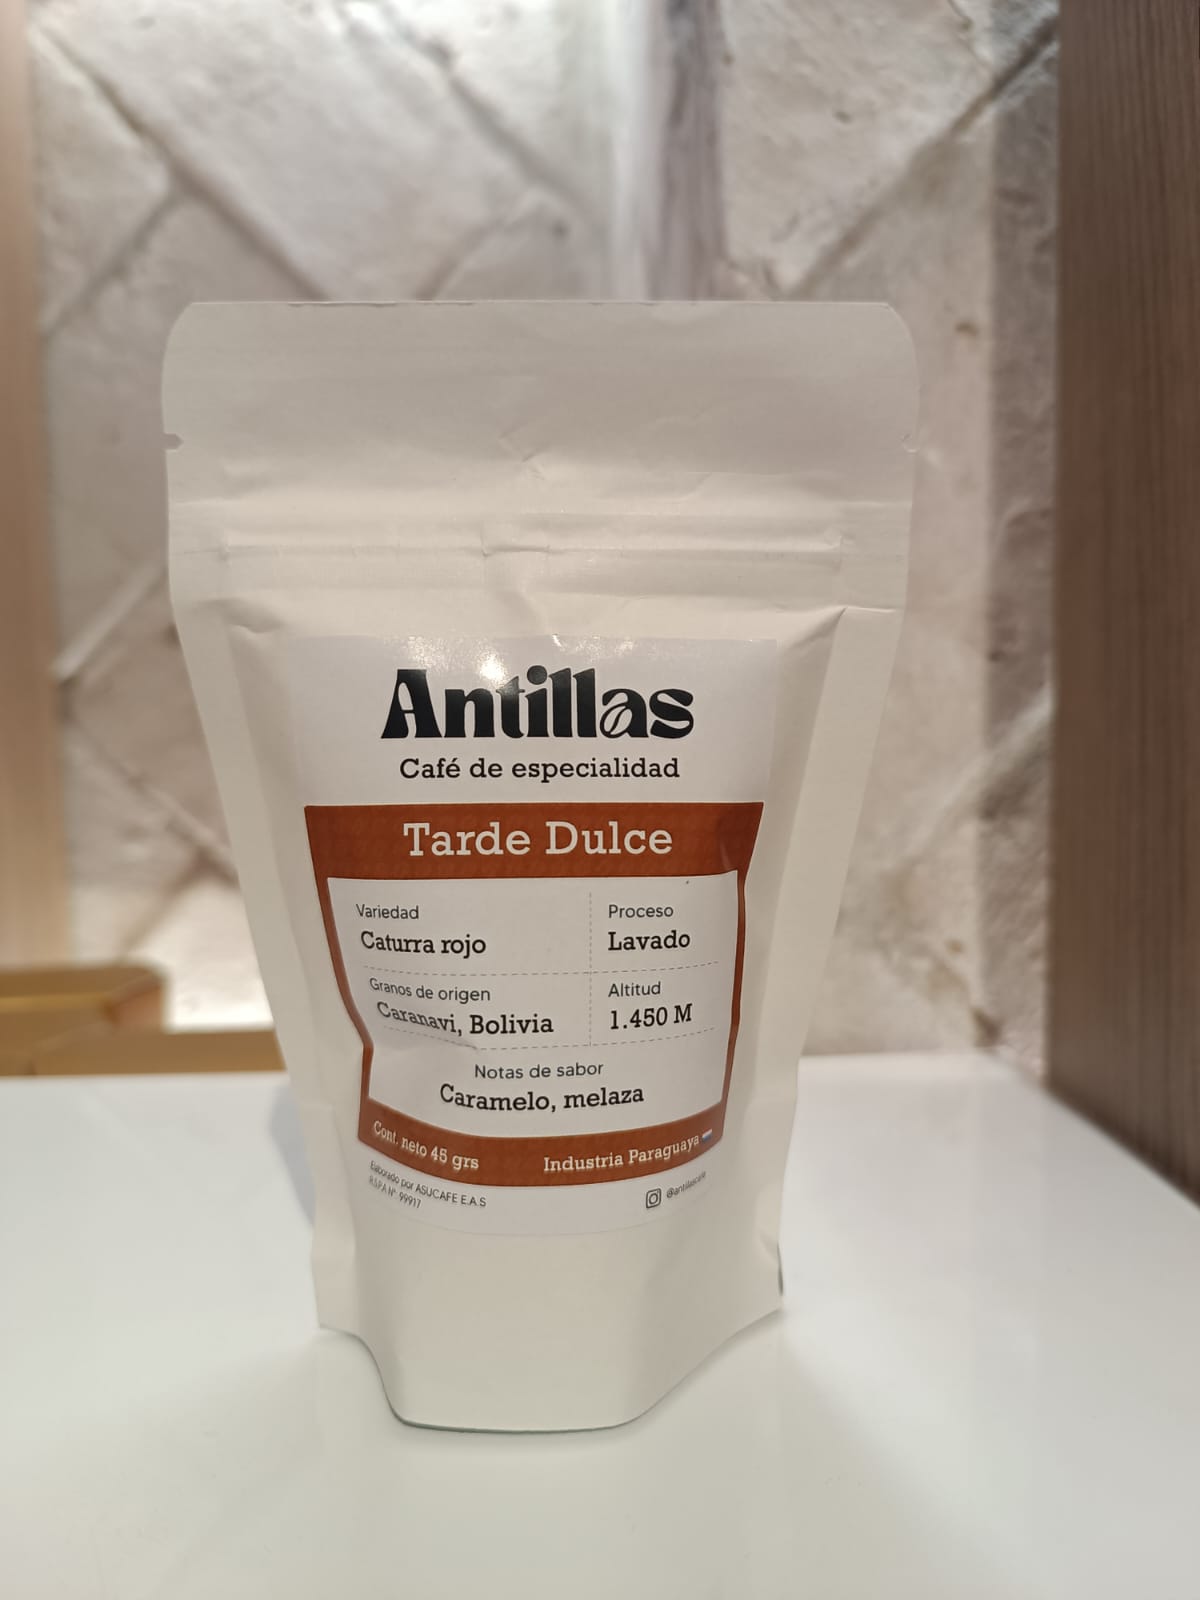 Antillas
Café de especialidad
Tarde Dulce
Variedad
Caturra rojo
Proceso
Lavado
Granos de origen
Caranavi, Bolivia
Altitud
1.450 M
Notas de sabor
Caramelo, melaza
Cont. neto 45 grs
Industria Paraguaya
Elaborado por ASUCAFE E.A.S
R.S.P.A N° 99917
@antillascafe